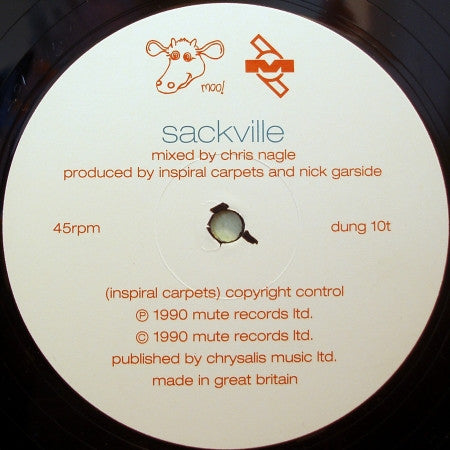 moo!
M
sackville
mixed by chris nagle
produced by inspiral carpets and nick garside
45rpm
dung 10t
(inspiral carpets) copyright control
℗ 1990 mute records ltd.
© 1990 mute records ltd.
published by chrysalis music ltd.
made in great britain